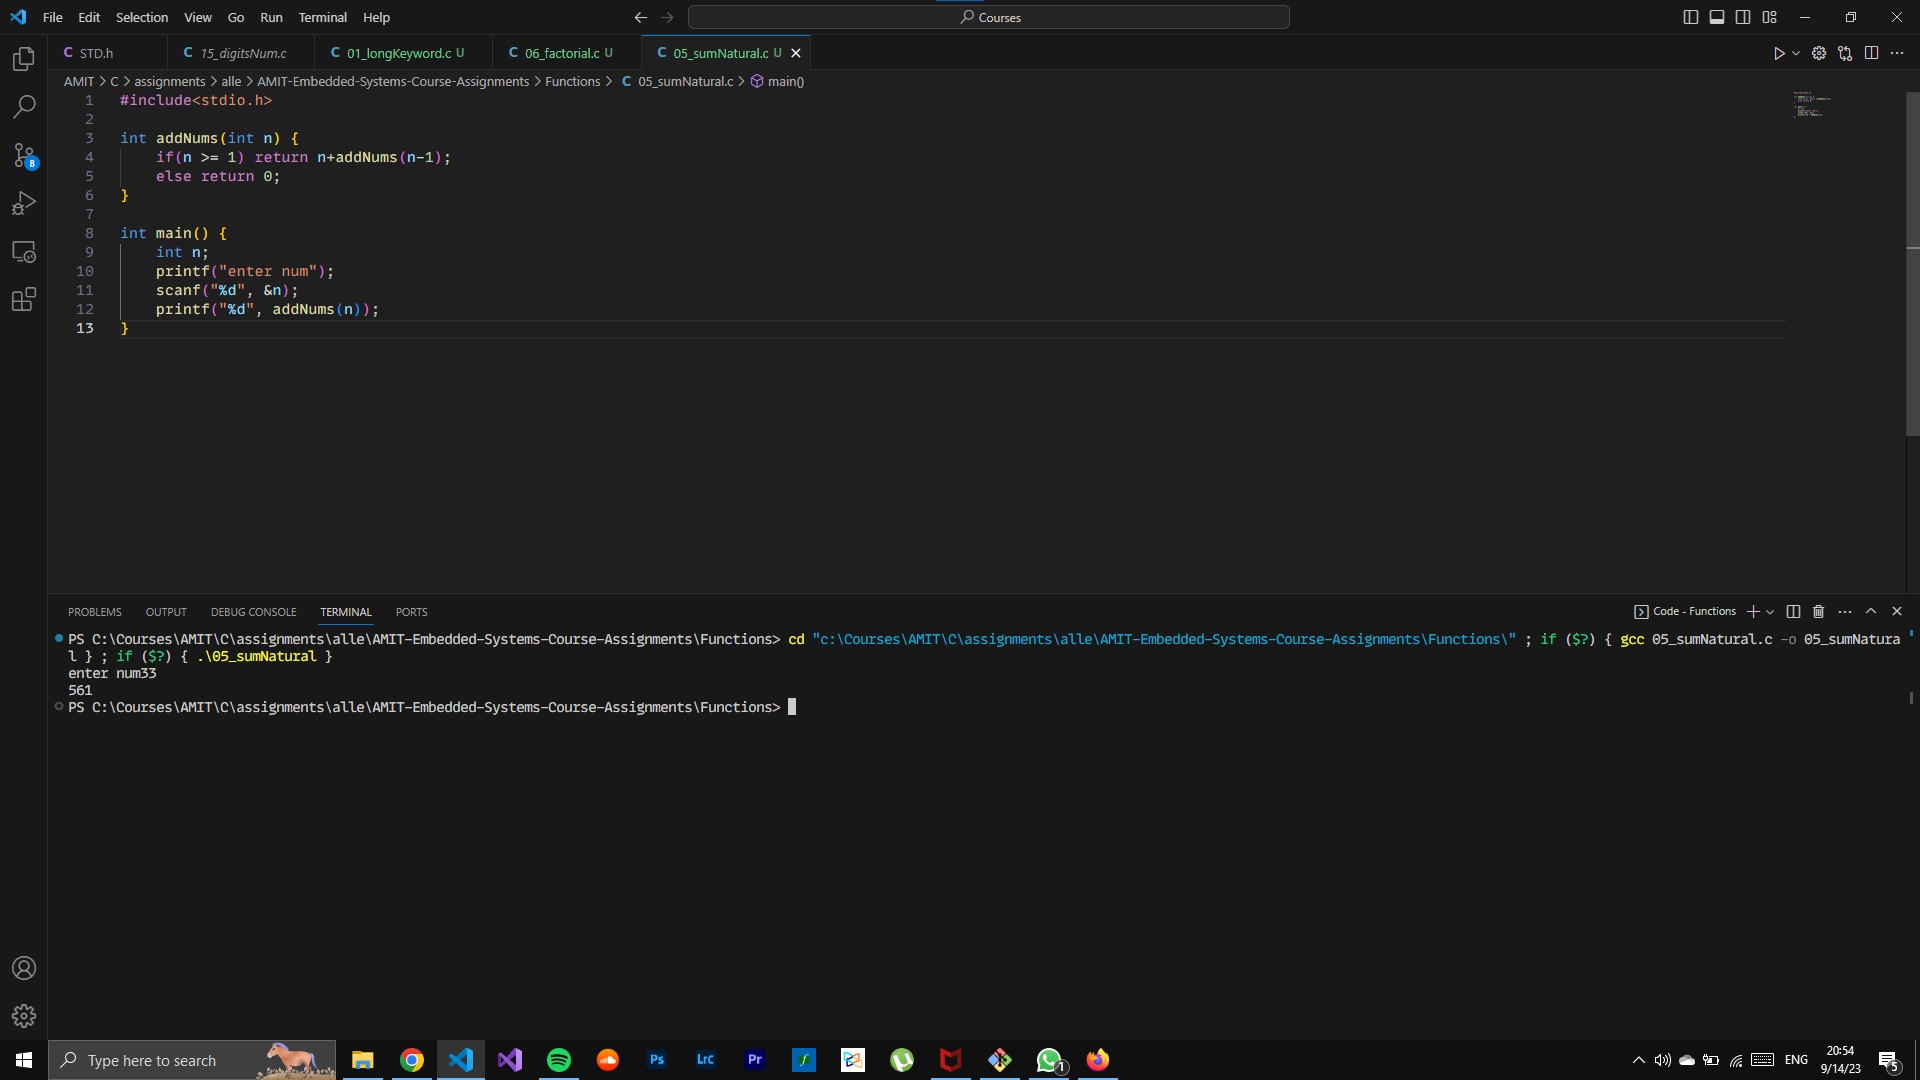 File Edit Selection View Go Run Terminal Help
Courses
C STD.h C 15_digitsNum.c C 01_longKeyword.c U C 06_factorial.c U C 05_sumNatural.c U
AMIT > C > assignments > alle > AMIT-Embedded-Systems-Course-Assignments > Functions > C 05_sumNatural.c > main()
1 #include<stdio.h>
2
3 int addNums(int n) {
4 if(n >= 1) return n+addNums(n-1);
5 else return 0;
6 }
7
8 int main() {
9 int n;
10 printf("enter num");
11 scanf("%d", &n);
12 printf("%d", addNums(n));
13 }
8
PROBLEMS OUTPUT DEBUG CONSOLE TERMINAL PORTS
Code - Functions
PS C:\Courses\AMIT\C\assignments\alle\AMIT-Embedded-Systems-Course-Assignments\Functions> cd "c:\Courses\AMIT\C\assignments\alle\AMIT-Embedded-Systems-Course-Assignments\Functions\" ; if ($?) { gcc 05_sumNatural.c -o 05_sumNatura
l } ; if ($?) { .\05_sumNatural }
enter num33
561
PS C:\Courses\AMIT\C\assignments\alle\AMIT-Embedded-Systems-Course-Assignments\Functions>
Type here to search
Ps
Lrc
Pr
1
ENG
20:54
9/14/23
5